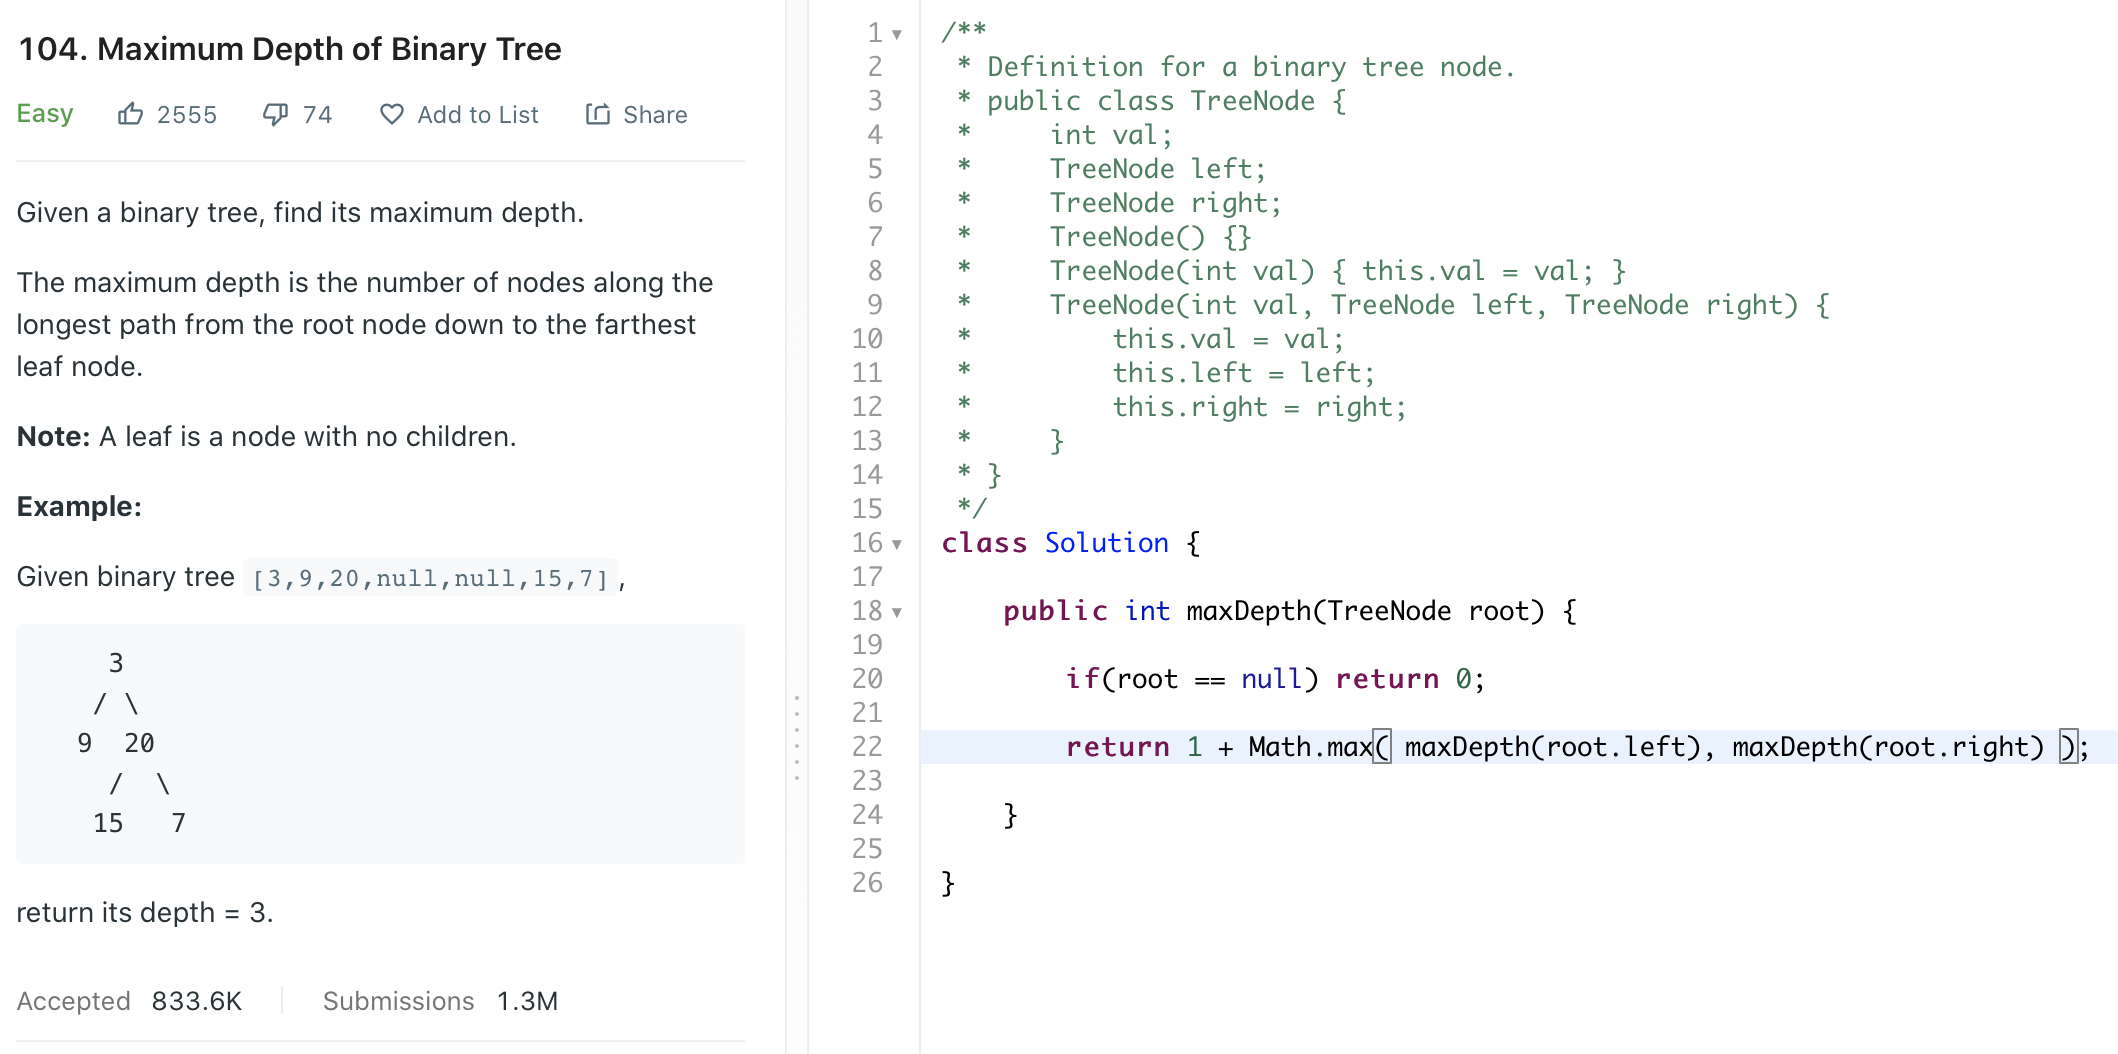 104. Maximum Depth of Binary Tree
Easy 2555 74 Add to List Share
Given a binary tree, find its maximum depth.
The maximum depth is the number of nodes along the
longest path from the root node down to the farthest
leaf node.
Note: A leaf is a node with no children.
Example:
Given binary tree [3,9,20,null,null,15,7],
    3
   / \
  9  20
    /  \
   15   7
return its depth = 3.
Accepted 833.6K Submissions 1.3M
1 /**
2  * Definition for a binary tree node.
3  * public class TreeNode {
4  *     int val;
5  *     TreeNode left;
6  *     TreeNode right;
7  *     TreeNode() {}
8  *     TreeNode(int val) { this.val = val; }
9  *     TreeNode(int val, TreeNode left, TreeNode right) {
10  *         this.val = val;
11  *         this.left = left;
12  *         this.right = right;
13  *     }
14  * }
15  */
16 class Solution {
17
18     public int maxDepth(TreeNode root) {
19
20         if(root == null) return 0;
21
22         return 1 + Math.max( maxDepth(root.left), maxDepth(root.right) );
23
24     }
25
26 }